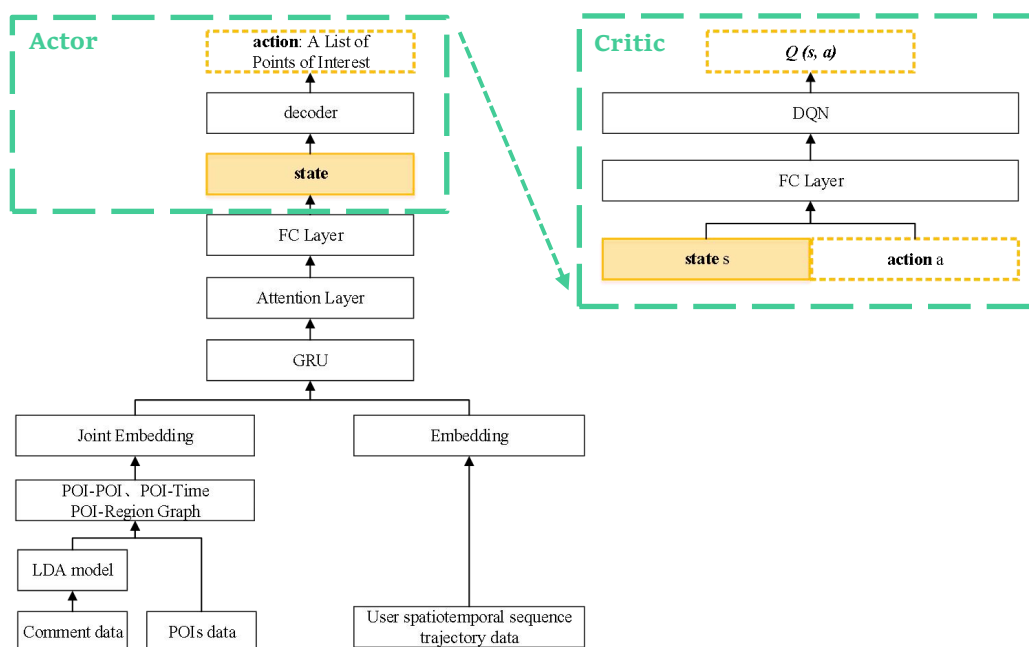 Actor
action: A List of
Points of Interest
decoder
state
FC Layer
Attention Layer
GRU
Joint Embedding
Embedding
POI-POI、POI-Time
POI-Region Graph
LDA model
Comment data
POIs data
User spatiotemporal sequence
trajectory data
Critic
Q (s, a)
DQN
FC Layer
state s
action a